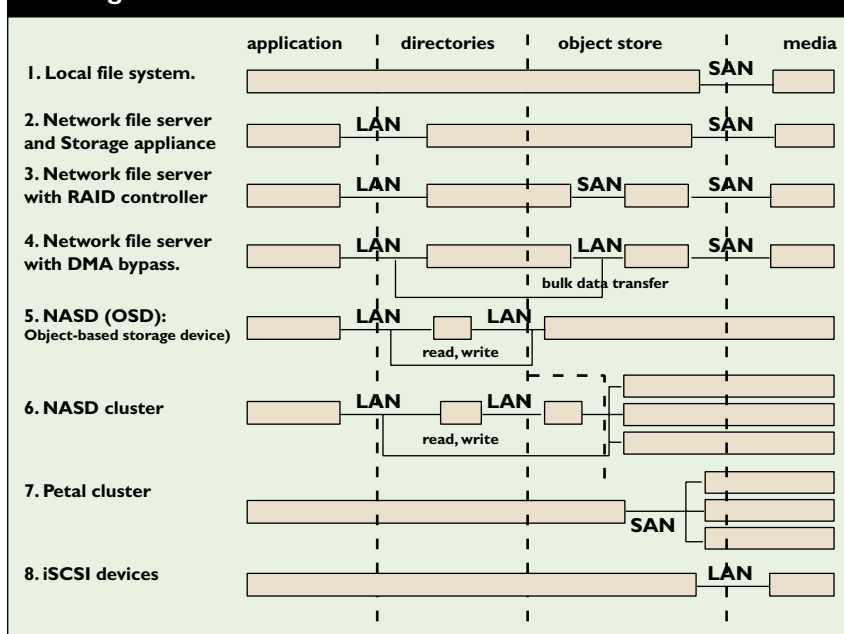 application directories object store media
1. Local file system.
SAN
2. Network file server
and Storage appliance
LAN SAN
3. Network file server
with RAID controller
LAN SAN SAN
4. Network file server
with DMA bypass.
LAN LAN SAN
bulk data transfer
5. NASD (OSD):
Object-based storage device)
LAN LAN
read, write
6. NASD cluster
LAN LAN
read, write
7. Petal cluster
SAN
8. iSCSI devices
LAN